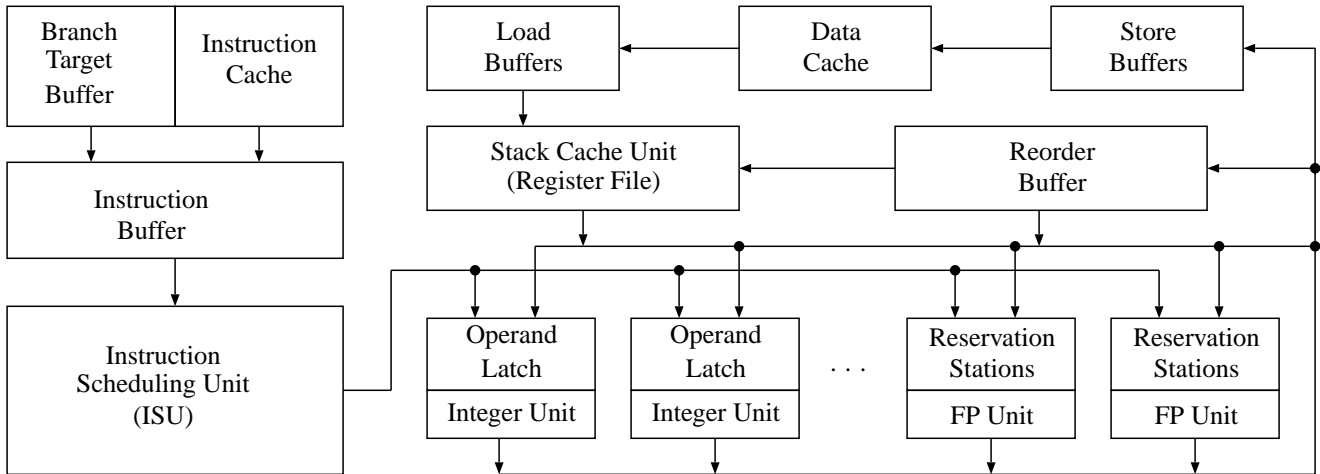 Branch
Target
Buffer
Instruction
Cache
Load
Buffers
Data
Cache
Store
Buffers
Instruction
Buffer
Stack Cache Unit
(Register File)
Reorder
Buffer
Instruction
Scheduling Unit
(ISU)
Operand
Latch
Integer Unit
Operand
Latch
Integer Unit
. . .
Reservation
Stations
FP Unit
Reservation
Stations
FP Unit